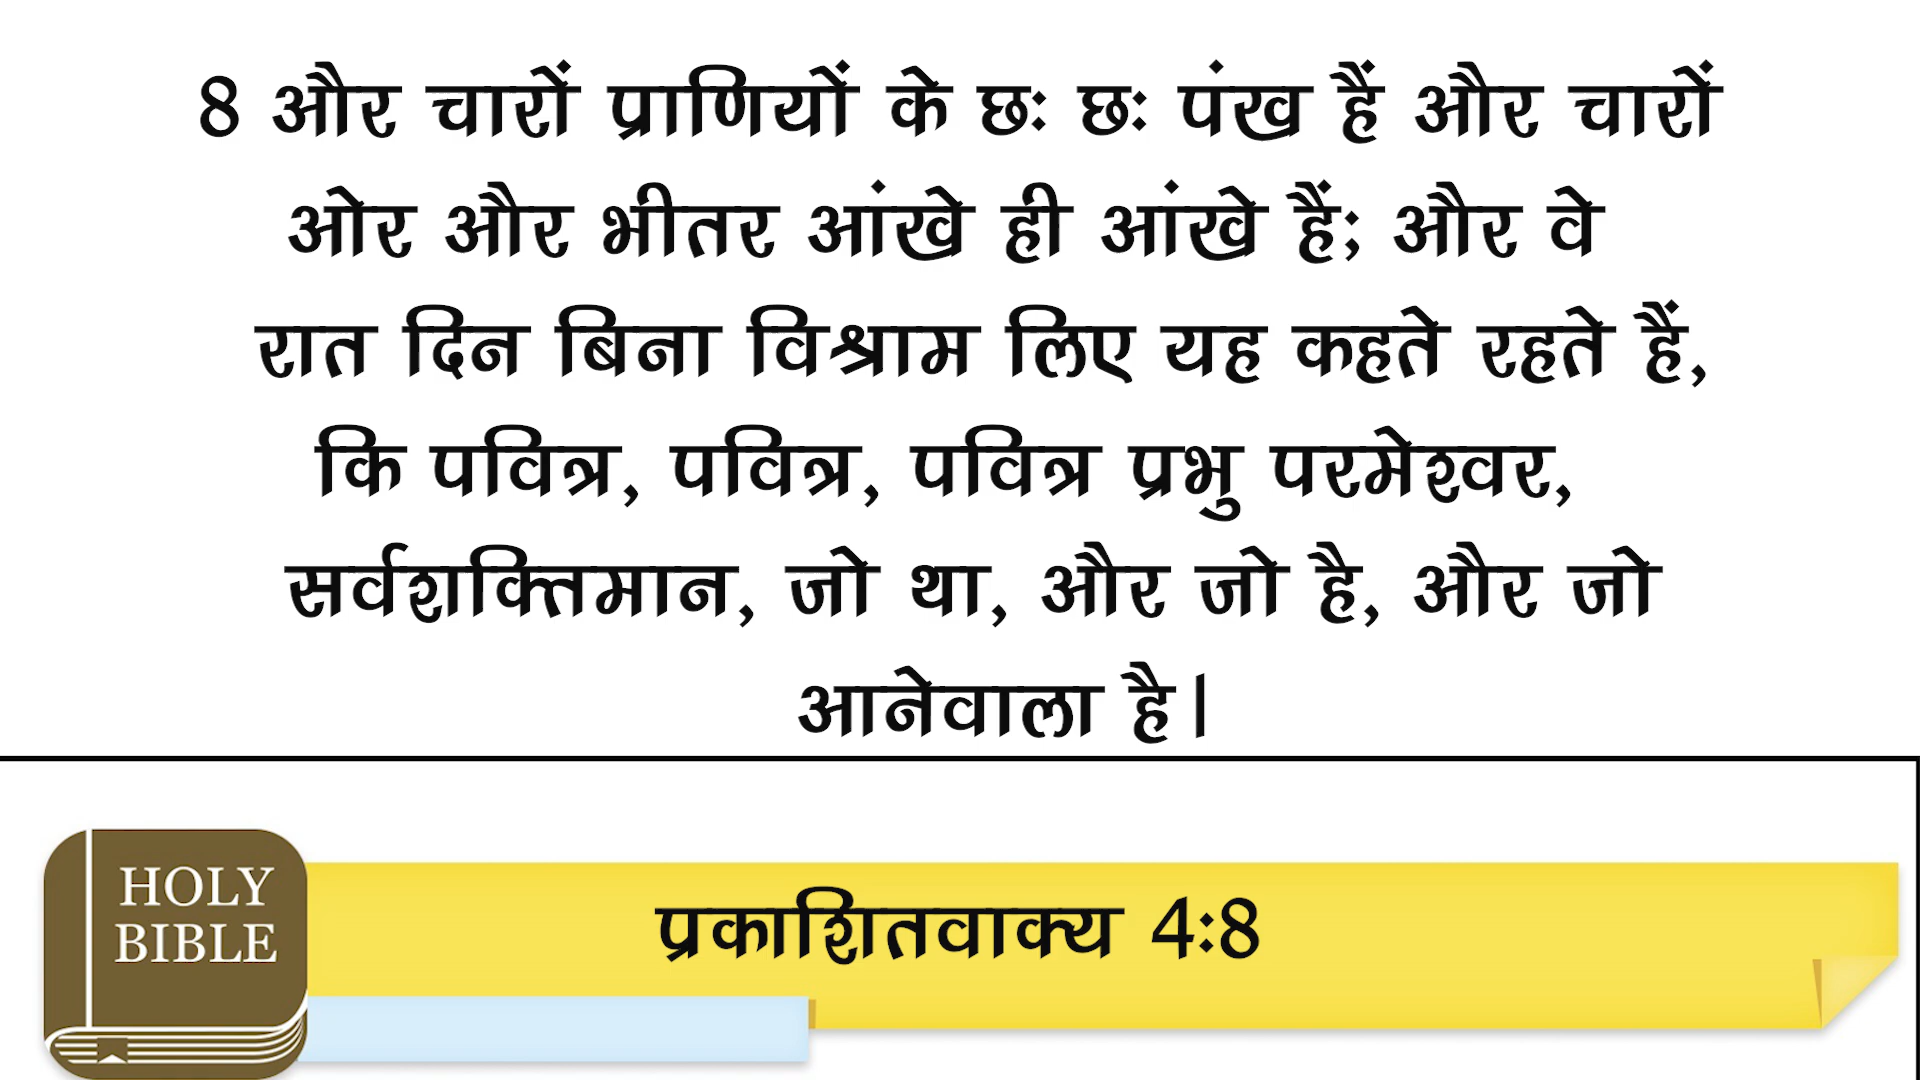 8 और चारों प्राणियों के छः छः पंख हैं और चारों
ओर और भीतर आंखे ही आंखे हैं; और वे
रात दिन बिना विश्राम लिए यह कहते रहते हैं,
कि पवित्र, पवित्र, पवित्र प्रभु परमेश्वर,
सर्वशक्तिमान, जो था, और जो है, और जो
आनेवाला है।
HOLY
BIBLE
प्रकाशितवाक्य 4:8